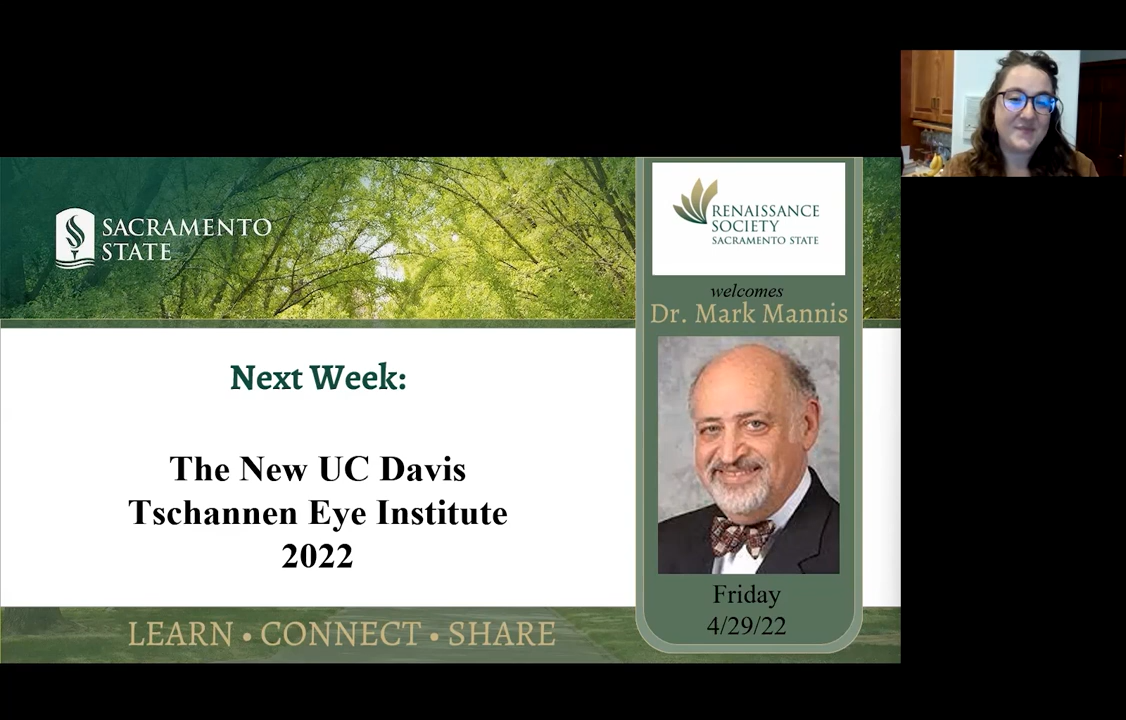 SACRAMENTO
STATE
RENAISSANCE
SOCIETY
SACRAMENTO STATE
welcomes
Dr. Mark Mannis
Next Week:
The New UC Davis
Tschannen Eye Institute
2022
Friday
4/29/22
LEARN • CONNECT • SHARE